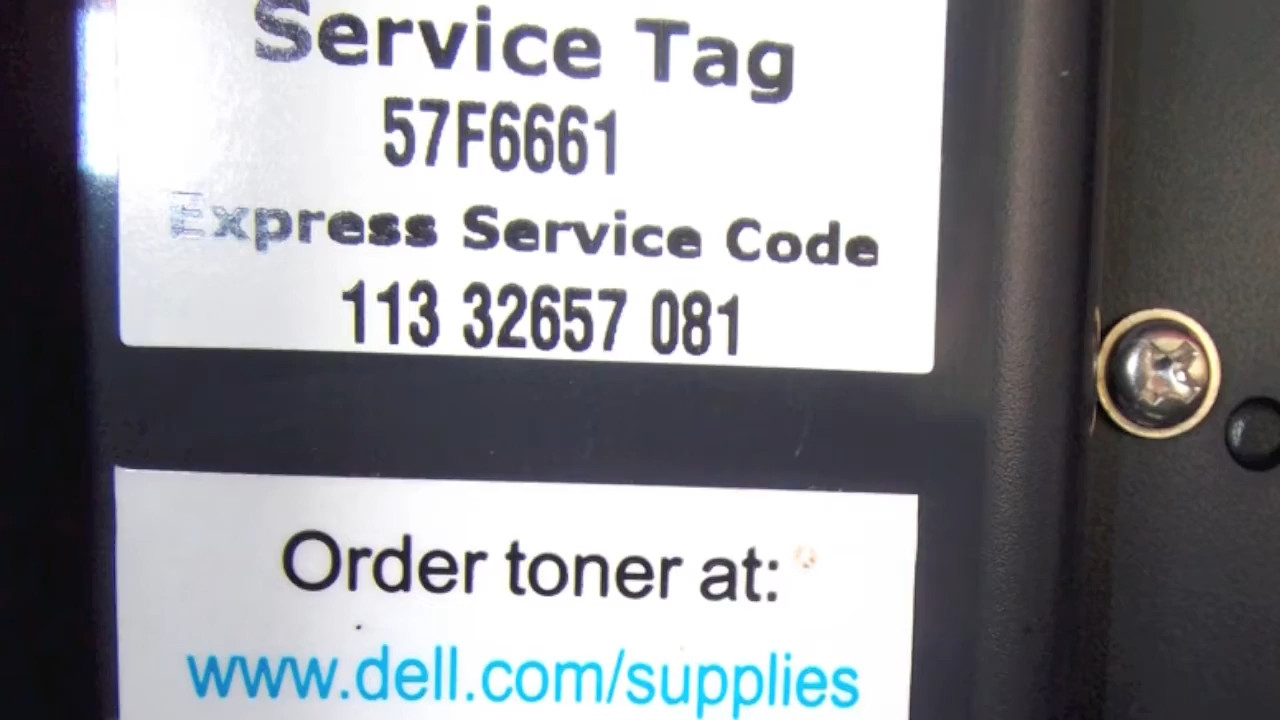 Service Tag
57F6661
Express Service Code
113 32657 081
Order toner at:
www.dell.com/supplies